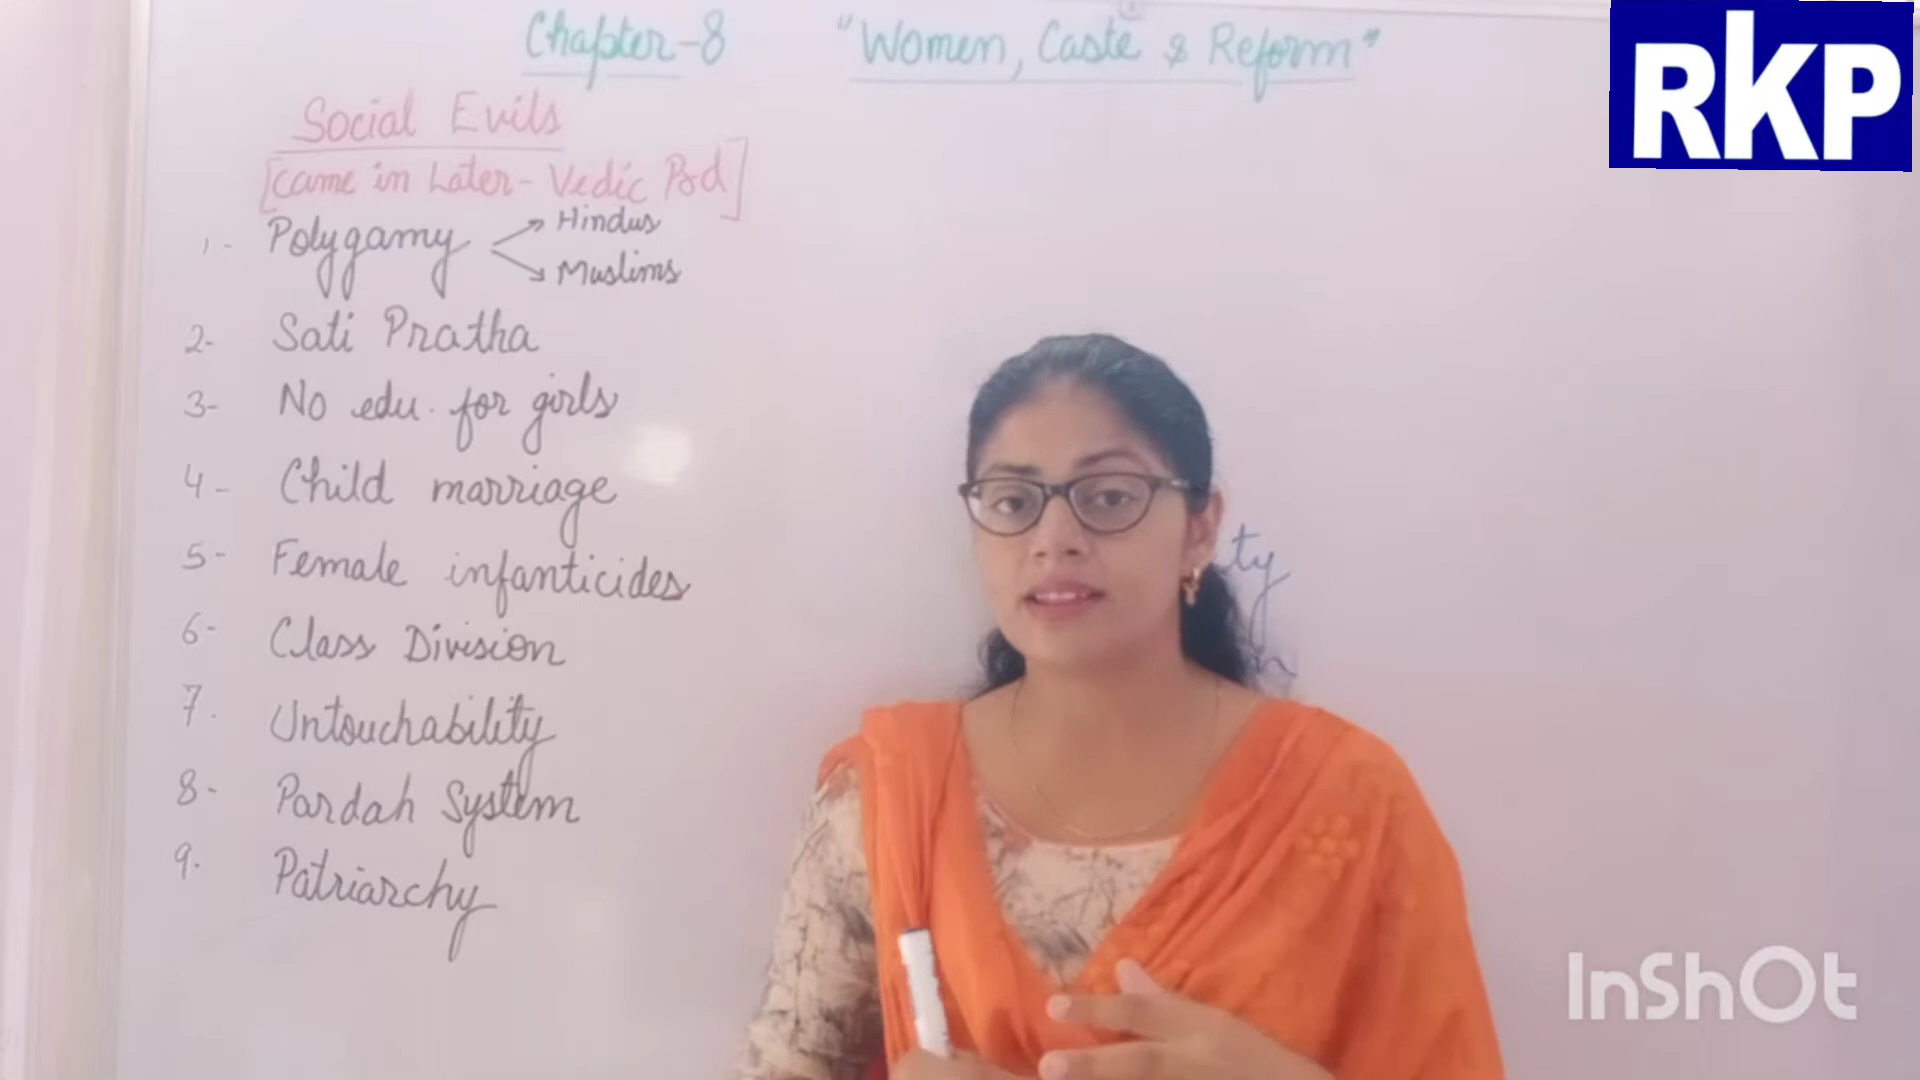 Chapter-8 "Women, Caste & Reform"
RKP
Social Evils
[came in Later-Vedic Pd]
1- Polygamy → Hindus
→ Muslims
2- Sati Pratha
3- No edu. for girls
4- Child marriage
5- Female infanticides
6- Class Division
7. Untouchability
8- Pardah System
9. Patriarchy
ty
InShOt